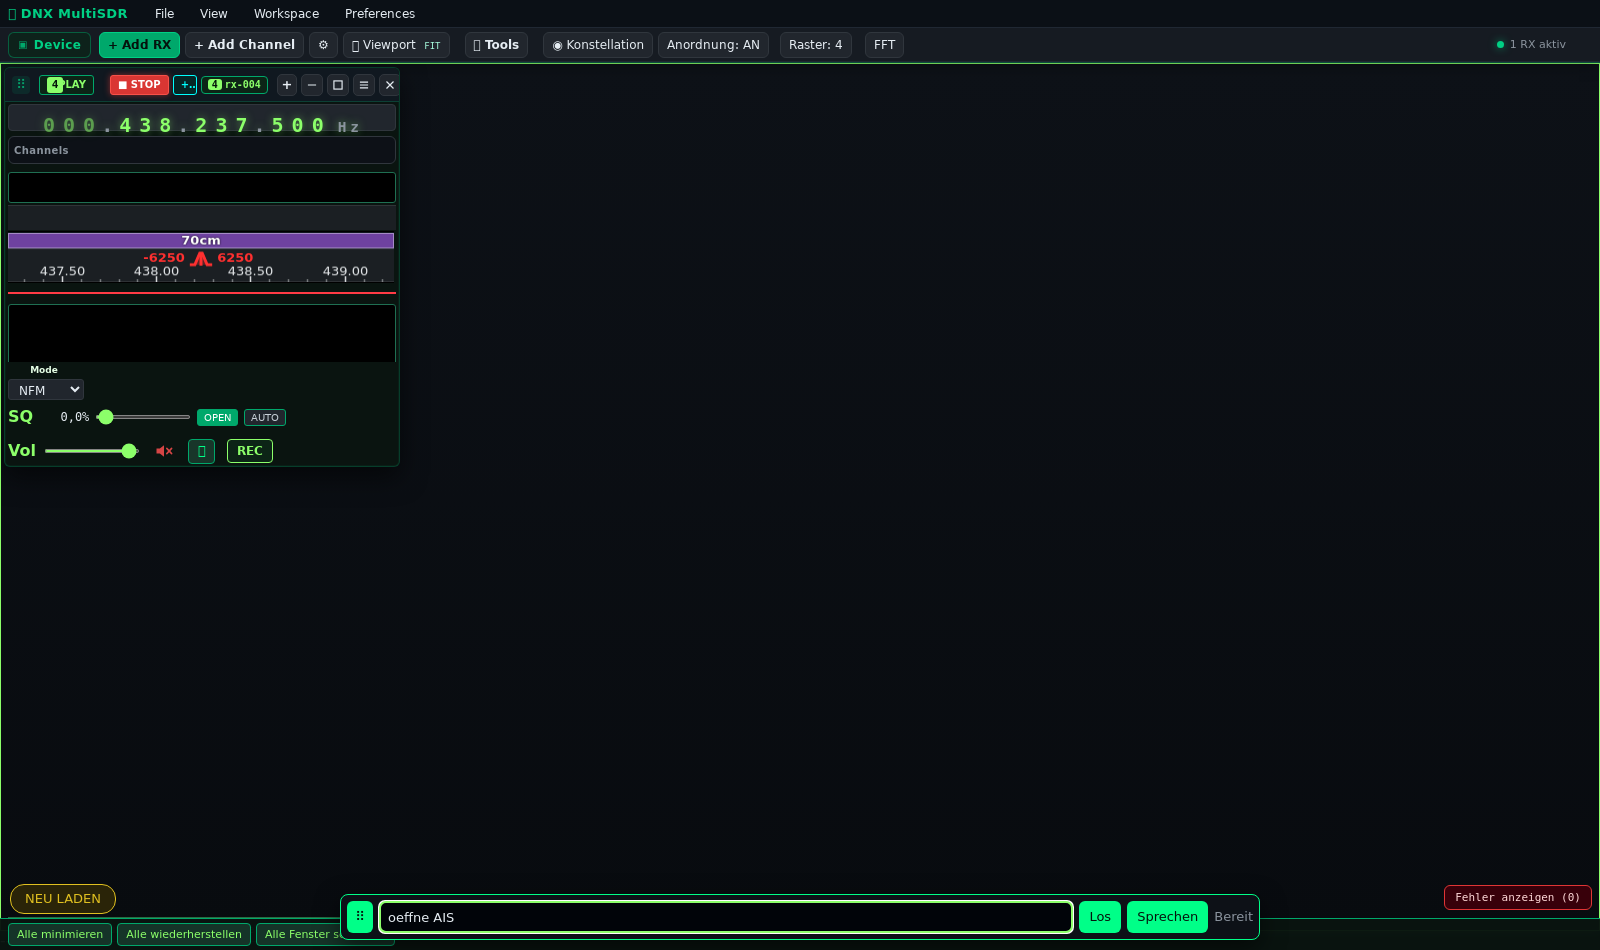 DNX MultiSDR File View Workspace Preferences
Device + Add RX + Add Channel Viewport FIT Tools Konstellation Anordnung: AN Raster: 4 FFT 1 RX aktiv
4 LAY STOP +.. 4 rx-004
000.438.237.500 Hz
Channels
70cm
-6250 6250
437.50 438.00 438.50 439.00
Mode
NFM
SQ 0,0% OPEN AUTO
Vol REC
NEU LADEN
oeffne AIS Los Sprechen Bereit
Fehler anzeigen (0)
Alle minimieren Alle wiederherstellen Alle Fenster